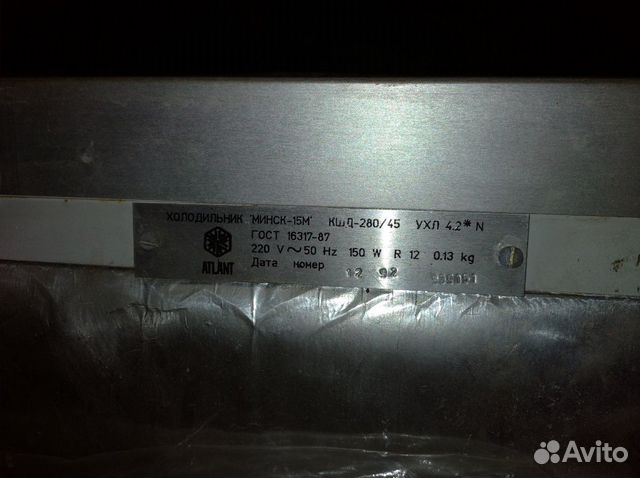 ХОЛОДИЛЬНИК "МИНСК-15М" КШД-280/45 УХЛ 4.2* N
ГОСТ 16317-87
220 V ~ 50 Hz 150 W R 12 0.13 kg
ATLANT Дата номер 12 92
Avito